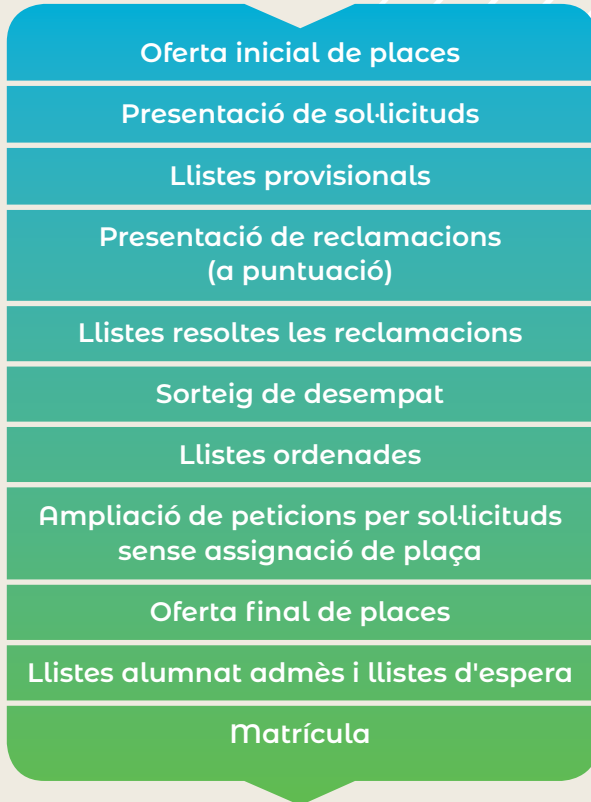 Oferta inicial de places
Presentació de sol·licituds
Llistes provisionals
Presentació de reclamacions
(a puntuació)
Llistes resoltes les reclamacions
Sorteig de desempat
Llistes ordenades
Ampliació de peticions per sol·licituds
sense assignació de plaça
Oferta final de places
Llistes alumnat admès i llistes d'espera
Matrícula